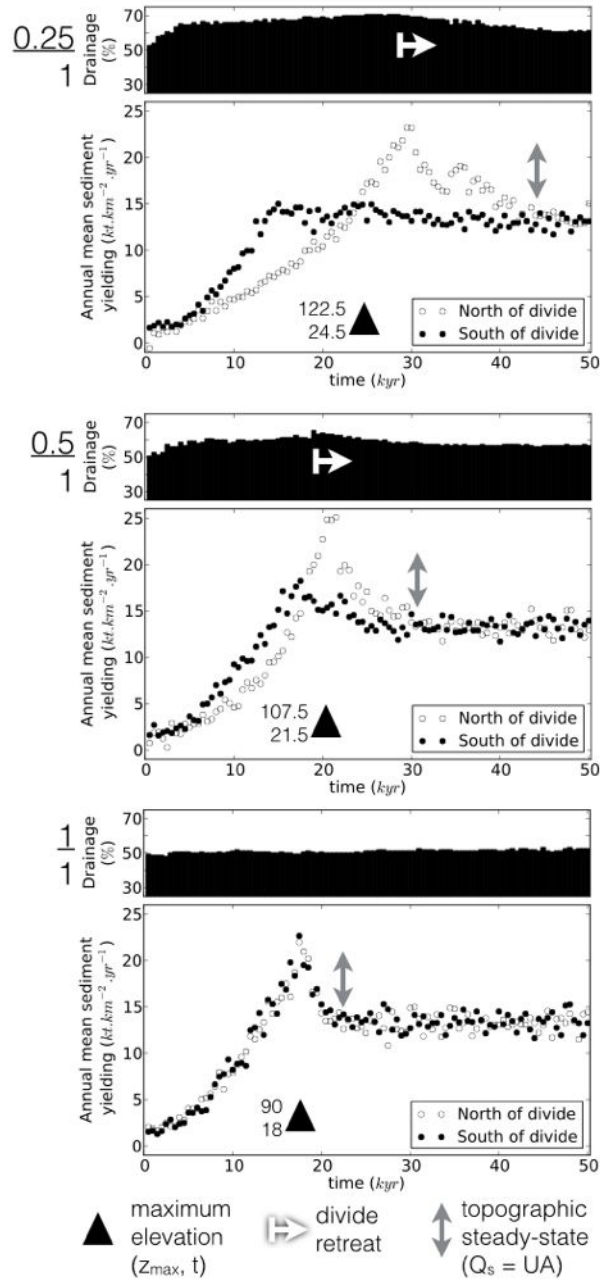 0.25
1
Drainage
(%)
70
50
30
Annual mean sediment
yielding (kt.km⁻².yr⁻¹)
25
20
15
10
5
0
122.5
24.5
North of divide
South of divide
0 10 20 30 40 50
time (kyr)
0.5
1
Drainage
(%)
70
50
30
Annual mean sediment
yielding (kt.km⁻².yr⁻¹)
25
20
15
10
5
0
107.5
21.5
North of divide
South of divide
0 10 20 30 40 50
time (kyr)
1
1
Drainage
(%)
70
50
30
Annual mean sediment
yielding (kt.km⁻².yr⁻¹)
25
20
15
10
5
0
90
18
North of divide
South of divide
0 10 20 30 40 50
time (kyr)
maximum
elevation
(zmax, t)
divide
retreat
topographic
steady-state
(Qs = UA)